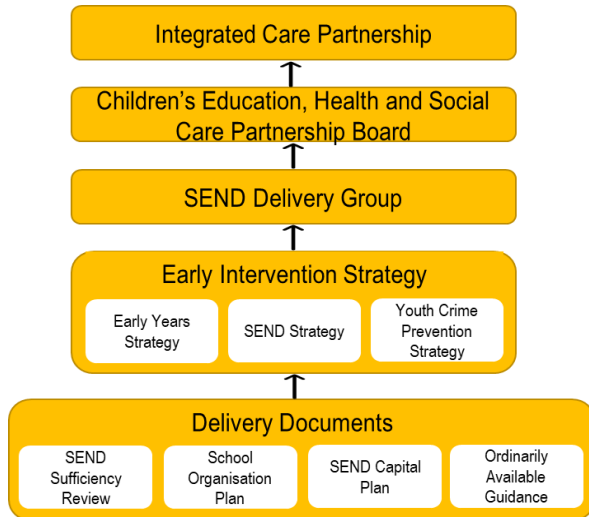 Integrated Care Partnership
Children's Education, Health and Social
Care Partnership Board
SEND Delivery Group
Early Intervention Strategy
Early Years
Strategy
SEND Strategy
Youth Crime
Prevention
Strategy
Delivery Documents
SEND
Sufficiency
Review
School
Organisation
Plan
SEND Capital
Plan
Ordinarily
Available
Guidance